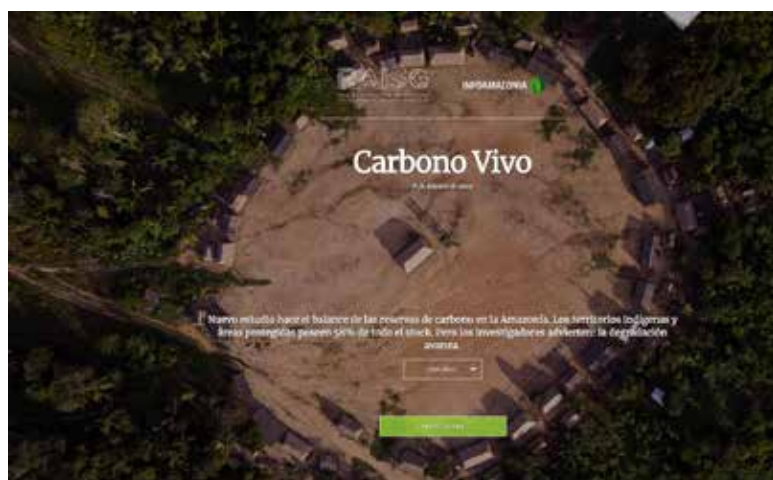 RAISG
INFOAMAZONIA
Carbono Vivo
Nuevo estudio hace el balance de las reservas de carbono en la Amazonía. Los territorios indígenas y
áreas protegidas poseen 58% de todo el stock. Pero los investigadores advierten: la degradación
avanza